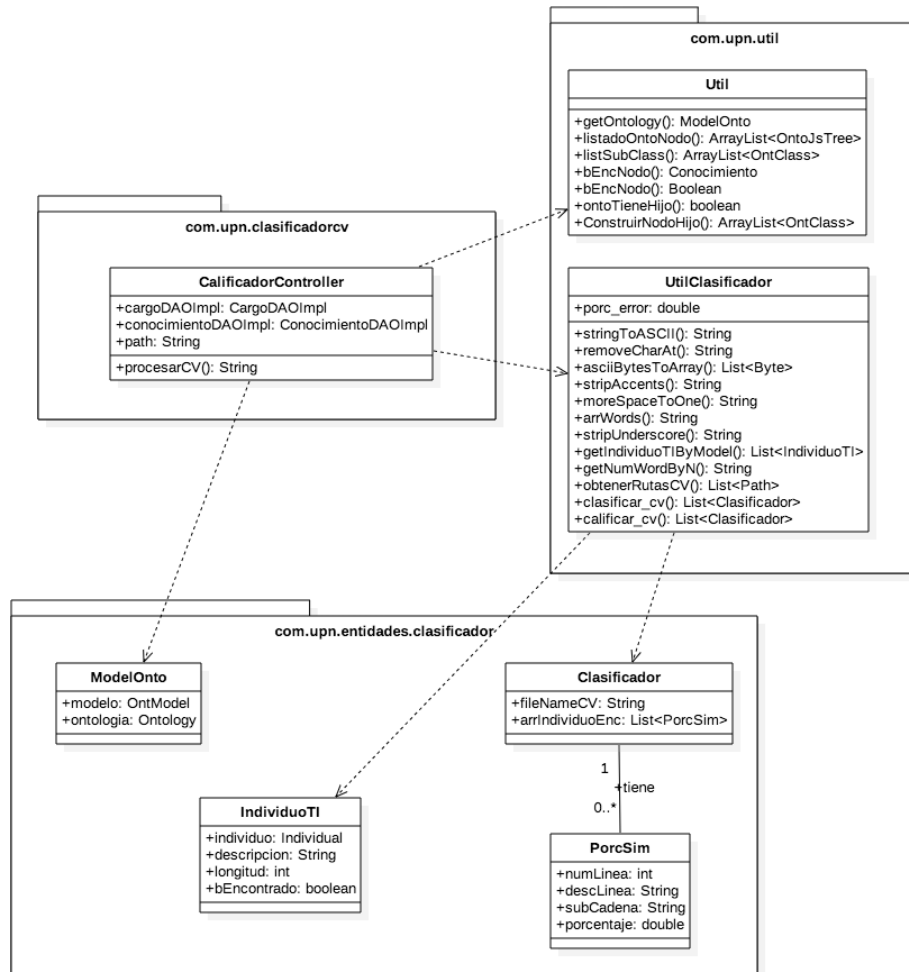 com.upn.util
Util
+getOntology(): ModelOnto
+listadoOntoNodo(): ArrayList<OntoJsTree>
+listSubClass(): ArrayList<OntClass>
+bEncNodo(): Conocimiento
+bEncNodo(): Boolean
+ontoTieneHijo(): boolean
+ConstruirNodoHijo(): ArrayList<OntClass>
com.upn.clasificadorcv
CalificadorController
+cargoDAOImpl: CargoDAOImpl
+conocimientoDAOImpl: ConocimientoDAOImpl
+path: String
+procesarCV(): String
UtilClasificador
+porc_error: double
+stringToASCII(): String
+removeCharAt(): String
+asciiBytesToArray(): List<Byte>
+stripAccents(): String
+moreSpaceToOne(): String
+arrWords(): String
+stripUnderscore(): String
+getIndividuoTIByModel(): List<IndividuoTI>
+getNumWordByN(): String
+obtenerRutasCV(): List<Path>
+clasificar_cv(): List<Clasificador>
+calificar_cv(): List<Clasificador>
com.upn.entidades.clasificador
ModelOnto
+modelo: OntModel
+ontologia: Ontology
Clasificador
+fileNameCV: String
+arrIndividuoEnc: List<PorcSim>
1
+tiene
0..*
IndividuoTI
+individuo: Individual
+descripcion: String
+longitud: int
+bEncontrado: boolean
PorcSim
+numLinea: int
+descLinea: String
+subCadena: String
+porcentaje: double